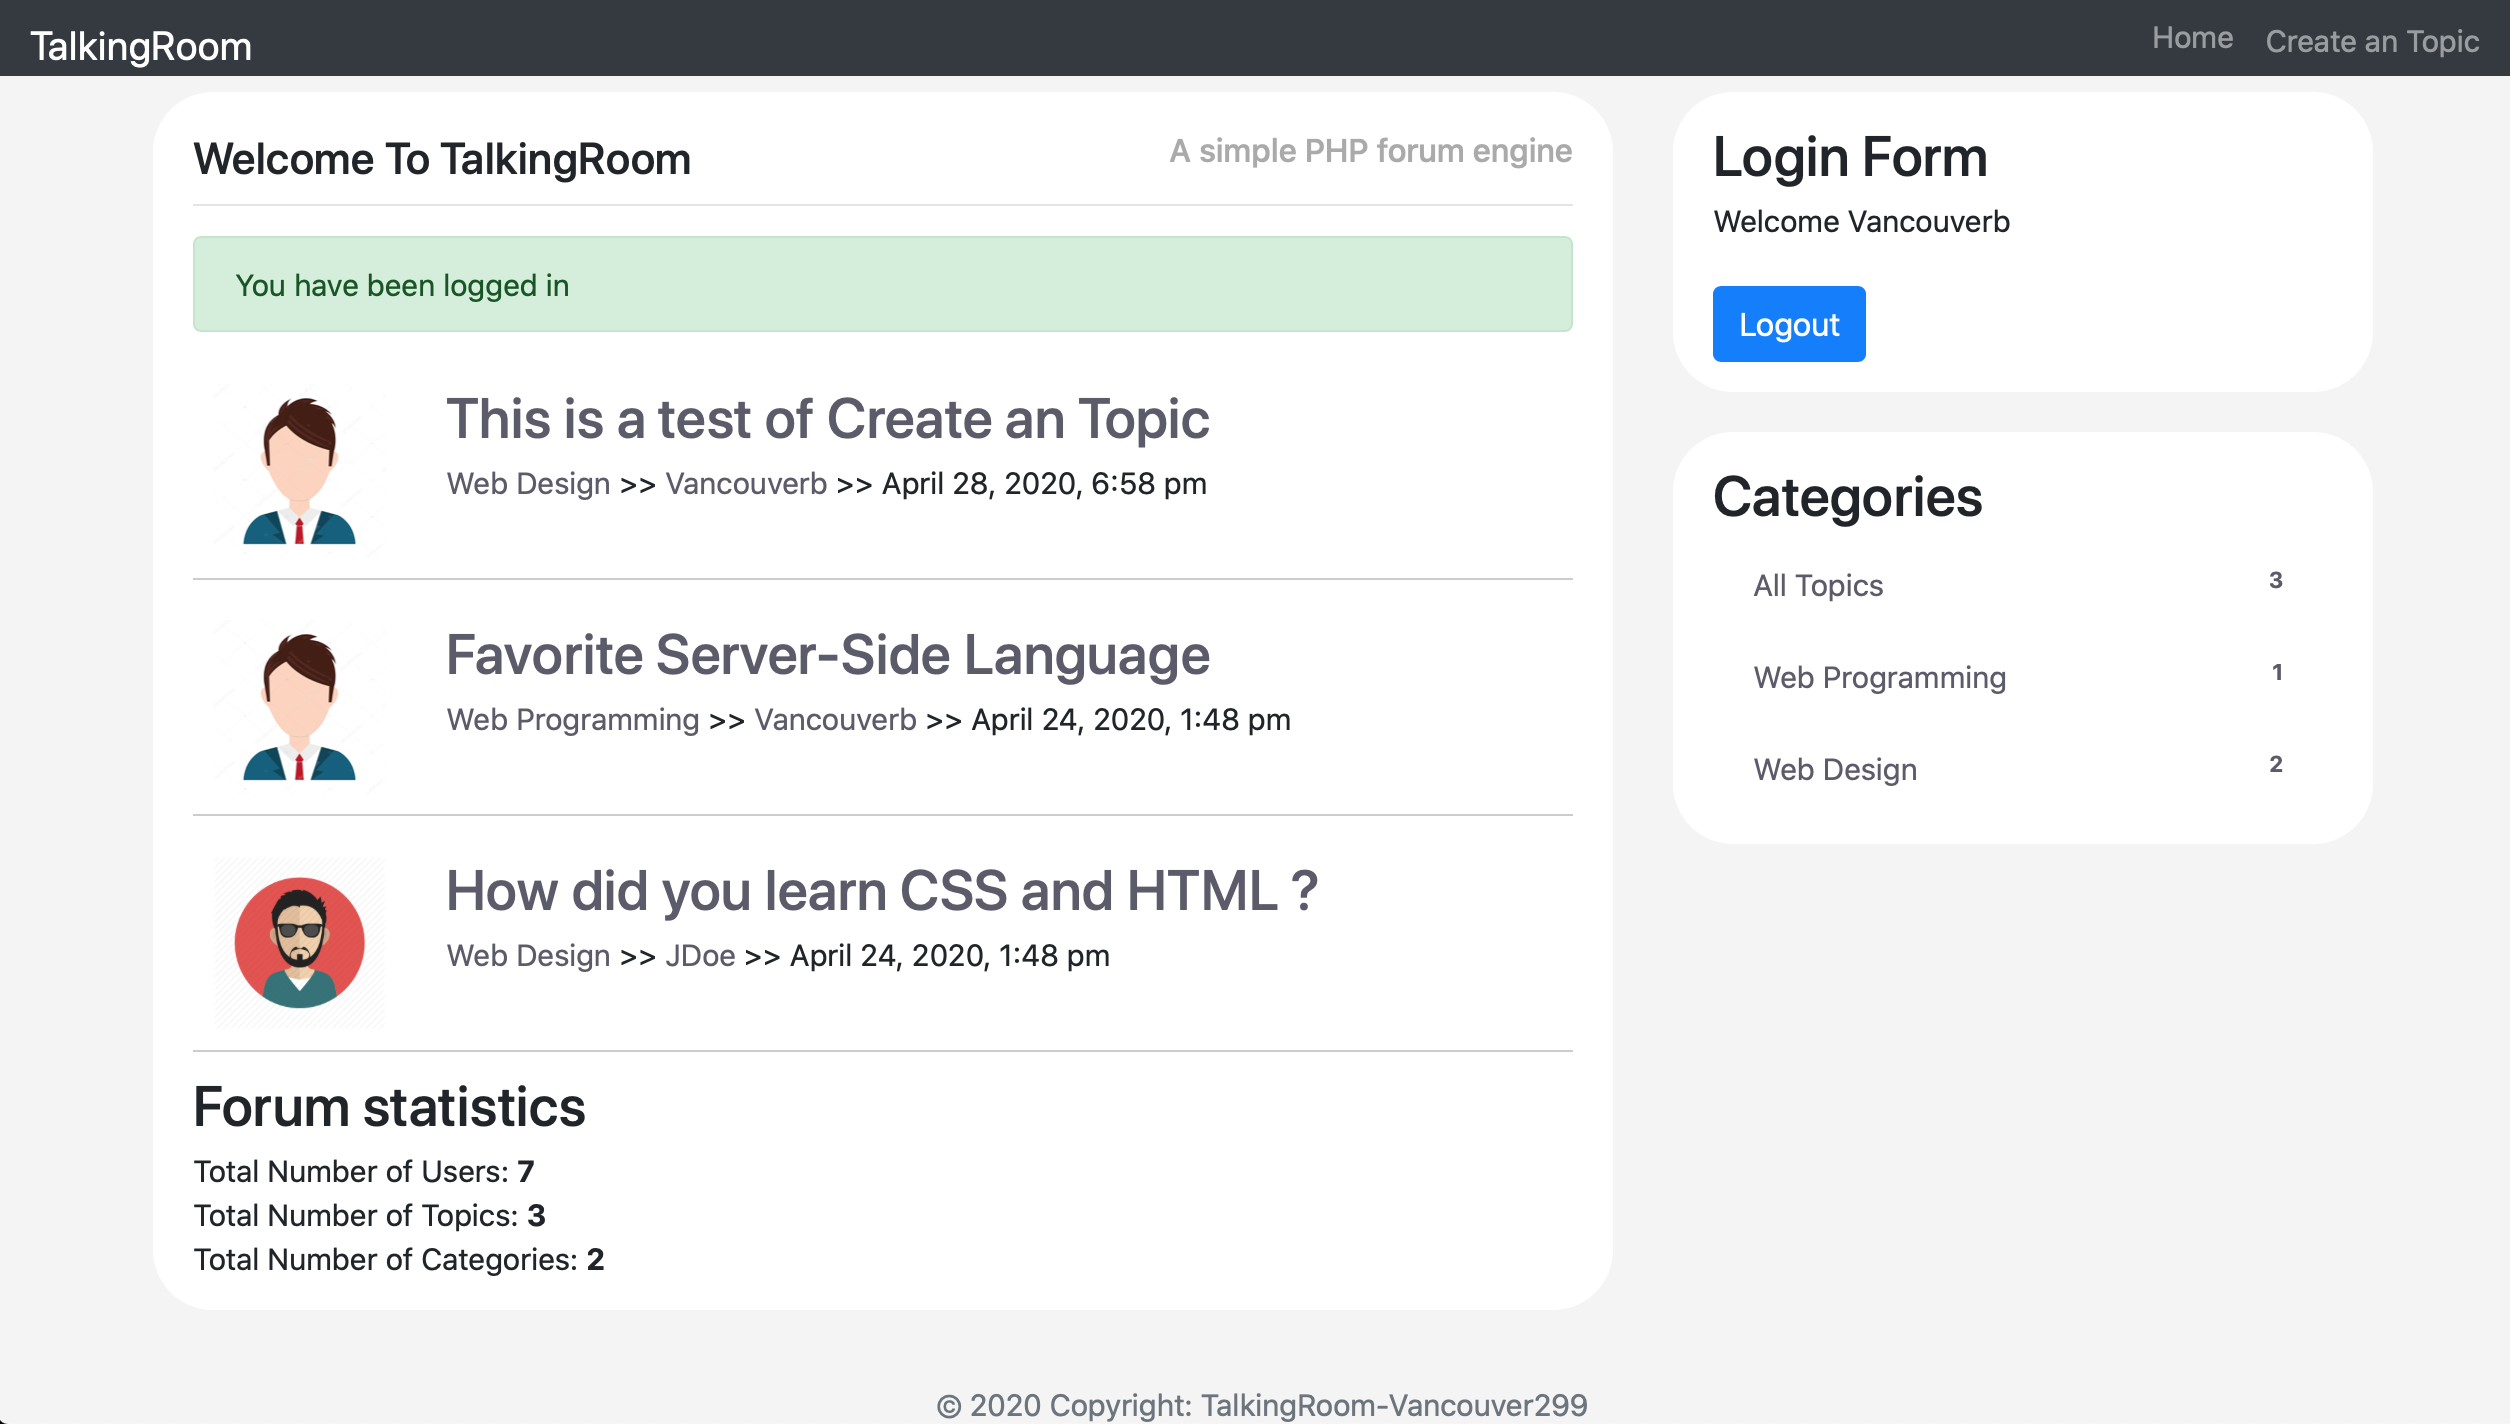 TalkingRoom
Home Create an Topic
Welcome To TalkingRoom
A simple PHP forum engine
You have been logged in
This is a test of Create an Topic
Web Design >> Vancouverb >> April 28, 2020, 6:58 pm
Favorite Server-Side Language
Web Programming >> Vancouverb >> April 24, 2020, 1:48 pm
How did you learn CSS and HTML ?
Web Design >> JDoe >> April 24, 2020, 1:48 pm
Forum statistics
Total Number of Users: 7
Total Number of Topics: 3
Total Number of Categories: 2
Login Form
Welcome Vancouverb
Logout
Categories
All Topics 3
Web Programming 1
Web Design 2
© 2020 Copyright: TalkingRoom-Vancouver299